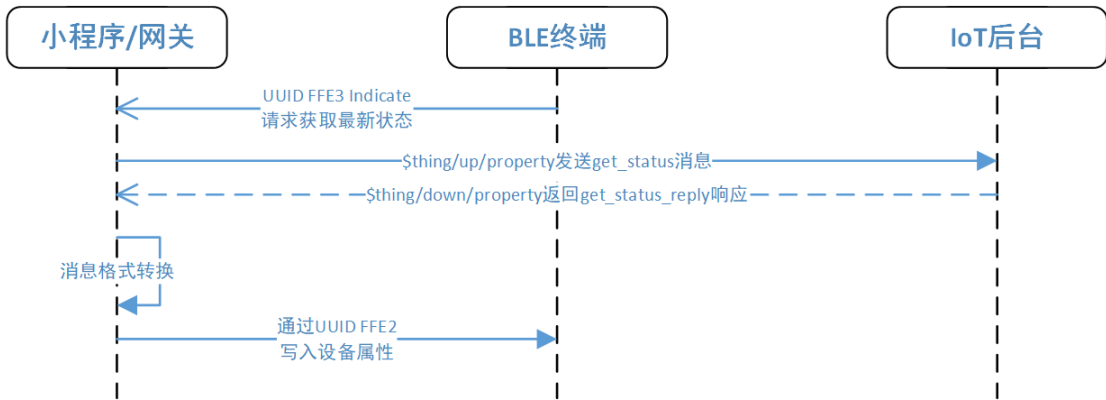 小程序/网关
BLE终端
IoT后台
UUID FFE3 Indicate
请求获取最新状态
$thing/up/property发送get_status消息
$thing/down/property返回get_status_reply响应
消息格式转换
通过UUID FFE2
写入设备属性